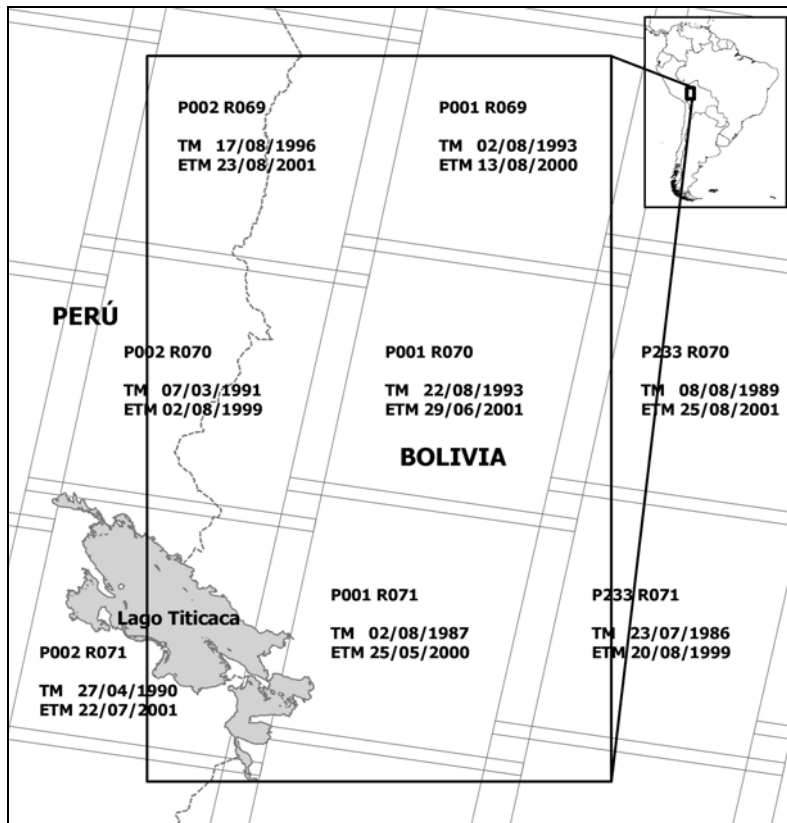 P002 R069
TM 17/08/1996
ETM 23/08/2001
P001 R069
TM 02/08/1993
ETM 13/08/2000
PERÚ
P002 R070
TM 07/03/1991
ETM 02/08/1999
P001 R070
TM 22/08/1993
ETM 29/06/2001
P233 R070
TM 08/08/1989
ETM 25/08/2001
BOLIVIA
Lago Titicaca
P002 R071
TM 27/04/1990
ETM 22/07/2001
P001 R071
TM 02/08/1987
ETM 25/05/2000
P233 R071
TM 23/07/1986
ETM 20/08/1999